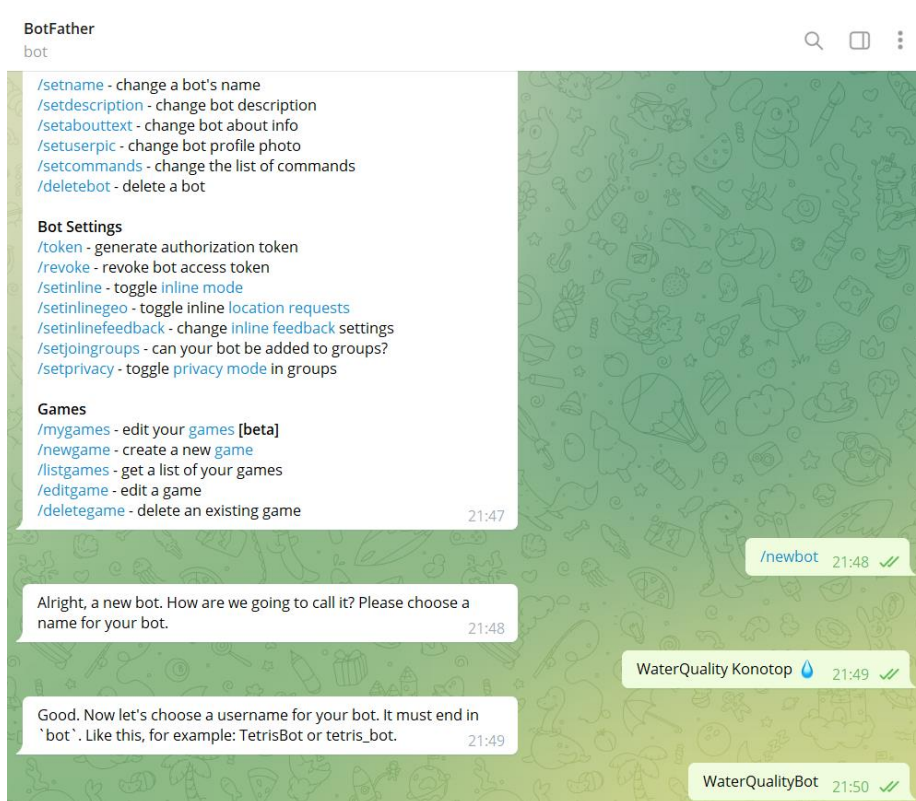 BotFather
bot
/setname - change a bot's name
/setdescription - change bot description
/setabouttext - change bot about info
/setuserpic - change bot profile photo
/setcommands - change the list of commands
/deletebot - delete a bot
Bot Settings
/token - generate authorization token
/revoke - revoke bot access token
/setinline - toggle inline mode
/setinlinegeo - toggle inline location requests
/setinlinefeedback - change inline feedback settings
/setjoingroups - can your bot be added to groups?
/setprivacy - toggle privacy mode in groups
Games
/mygames - edit your games [beta]
/newgame - create a new game
/listgames - get a list of your games
/editgame - edit a game
/deletegame - delete an existing game
21:47
/newbot 21:48
Alright, a new bot. How are we going to call it? Please choose a
name for your bot.
21:48
WaterQuality Konotop 💧 21:49
Good. Now let's choose a username for your bot. It must end in
`bot`. Like this, for example: TetrisBot or tetris_bot.
21:49
WaterQualityBot 21:50